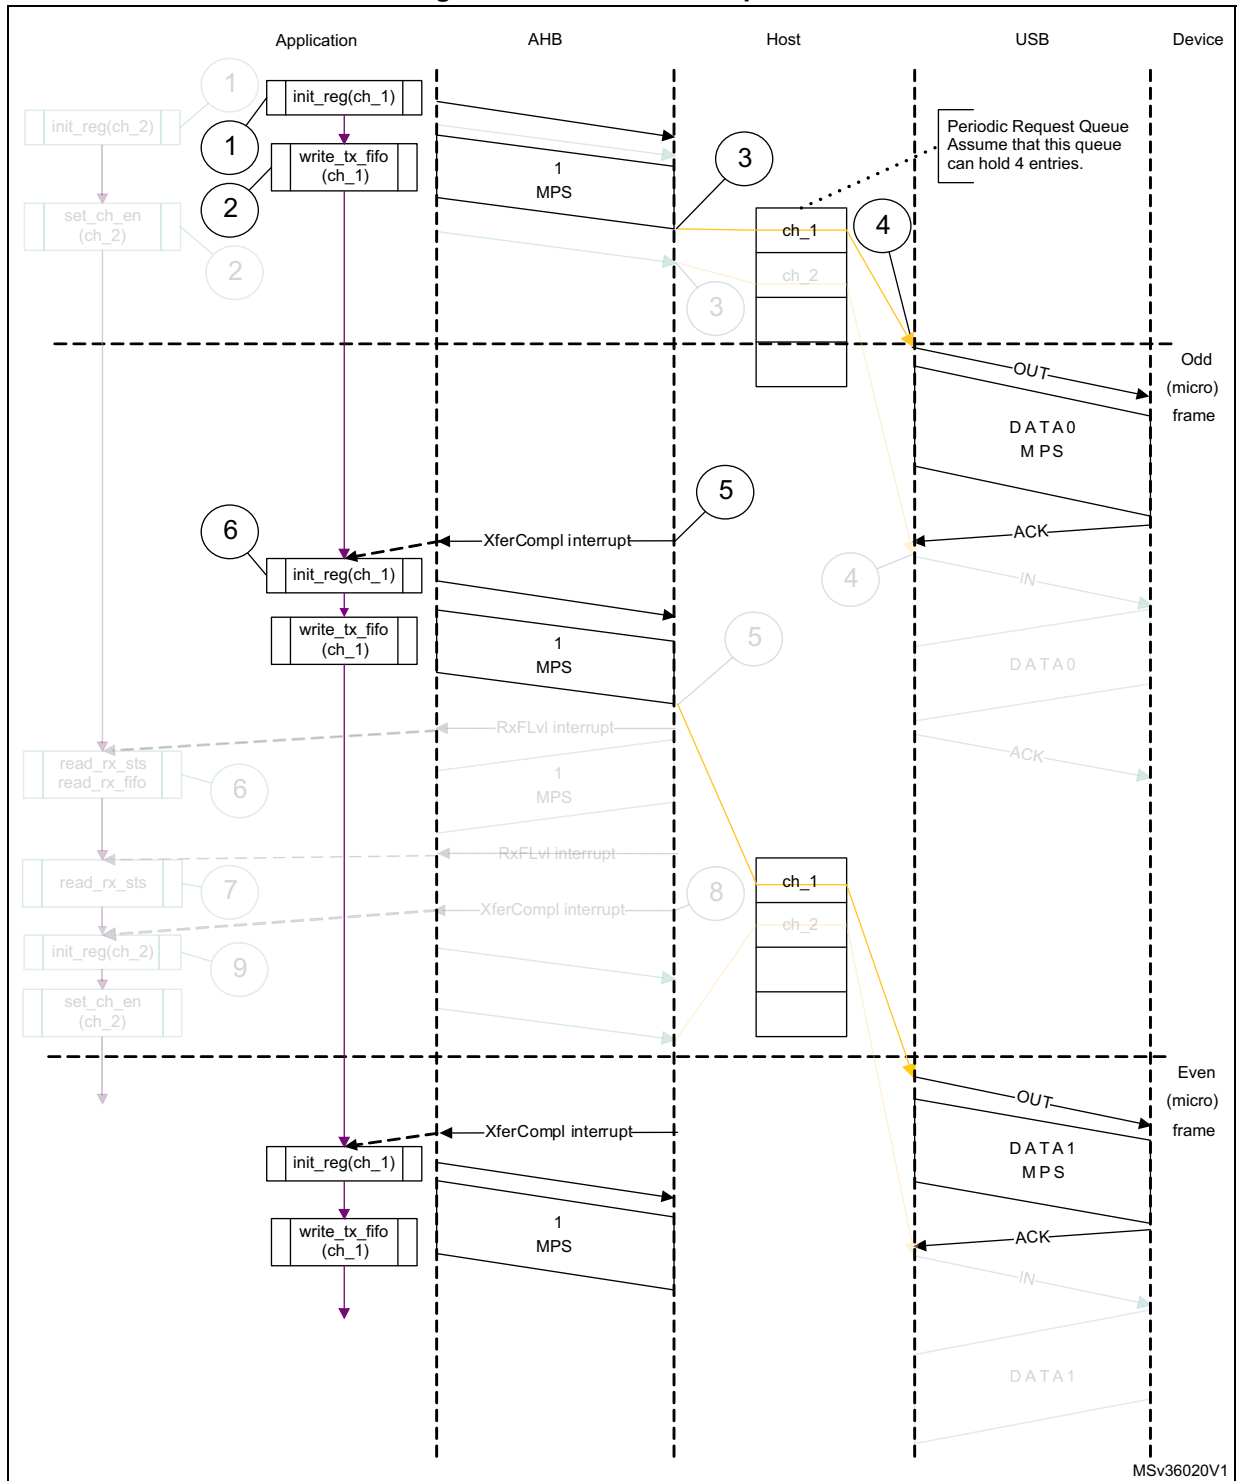 Application
AHB
Host
USB
Device
1
init_reg(ch_1)
init_reg(ch_2)
1
Periodic Request Queue
Assume that this queue
can hold 4 entries.
write_tx_fifo
(ch_1)
1
MPS
3
2
set_ch_en
(ch_2)
ch_1
4
2
ch_2
3
Odd
(micro)
frame
OUT
DATA0
MPS
5
6
ACK
XferCompl interrupt
init_reg(ch_1)
4
IN
write_tx_fifo
(ch_1)
1
MPS
5
DATA0
RxFLvl interrupt
ACK
read_rx_sts
read_rx_fifo
6
1
MPS
RxFLvl interrupt
read_rx_sts
7
8
ch_1
XferCompl interrupt
ch_2
init_reg(ch_2)
9
set_ch_en
(ch_2)
Even
(micro)
frame
OUT
XferCompl interrupt
DATA1
MPS
init_reg(ch_1)
write_tx_fifo
(ch_1)
1
MPS
ACK
IN
DATA1
MSv36020V1